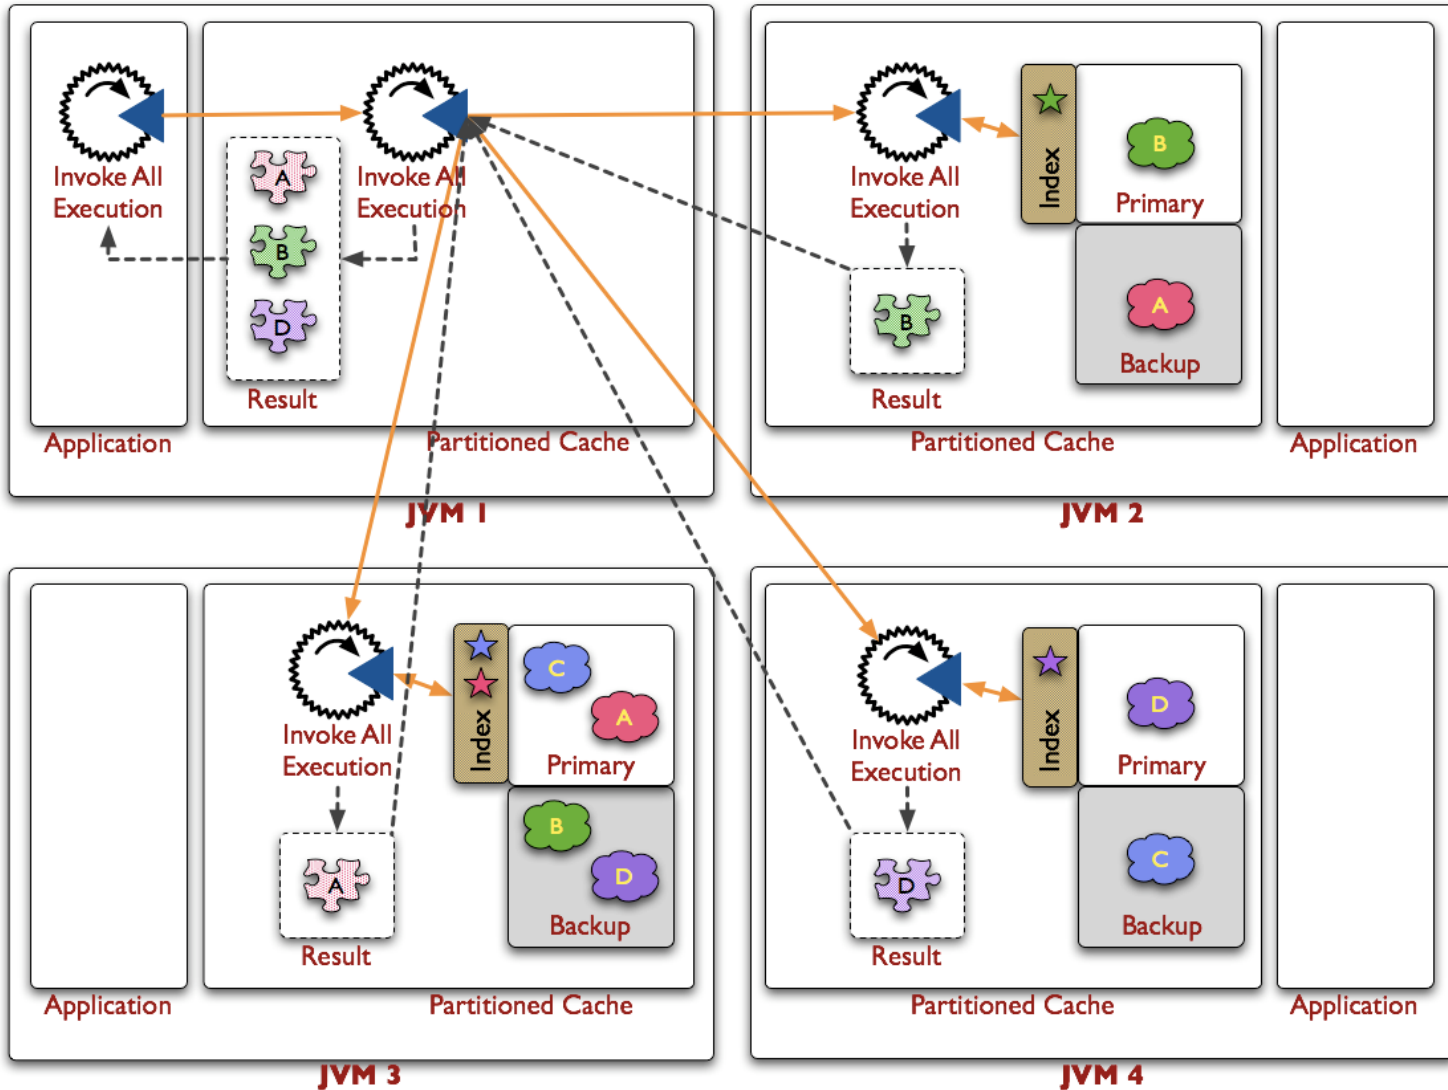 Invoke All
Execution
A
B
D
Result
Invoke All
Execution
Application
Partitioned Cache
JVM 1
Invoke All
Execution
B
Result
Index
B
Primary
A
Backup
Partitioned Cache
Application
JVM 2
Invoke All
Execution
A
Result
Index
C
A
Primary
B
D
Backup
Application
Partitioned Cache
JVM 3
Invoke All
Execution
D
Result
Index
D
Primary
C
Backup
Partitioned Cache
Application
JVM 4